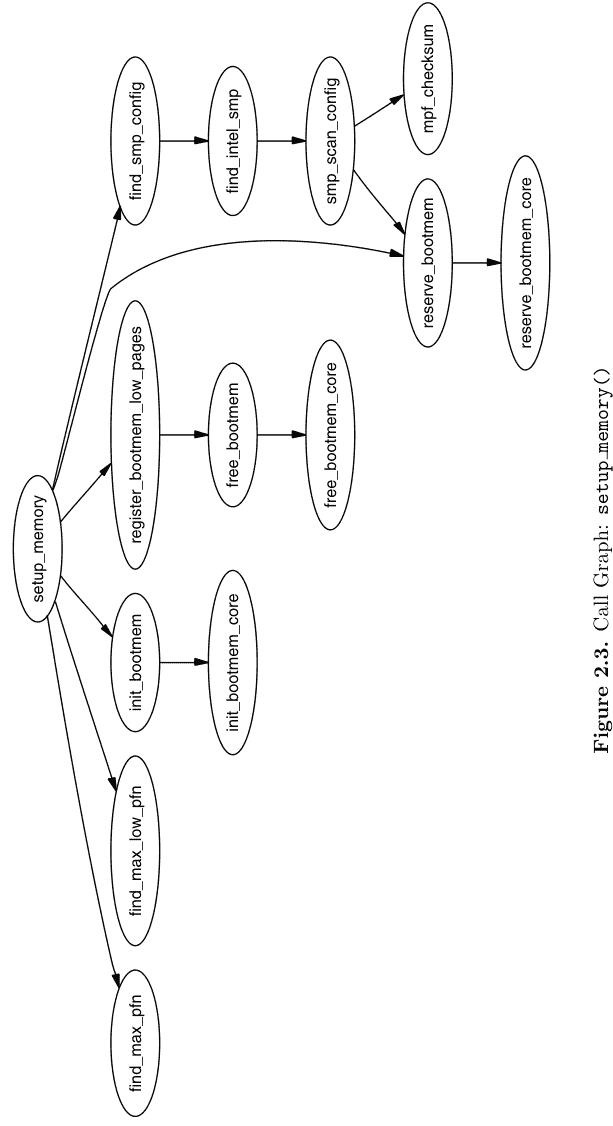 setup_memory
find_max_pfn
find_max_low_pfn
init_bootmem
register_bootmem_low_pages
find_smp_config
init_bootmem_core
free_bootmem
find_intel_smp
free_bootmem_core
smp_scan_config
reserve_bootmem
mpf_checksum
reserve_bootmem_core
Figure 2.3. Call Graph: setup_memory()